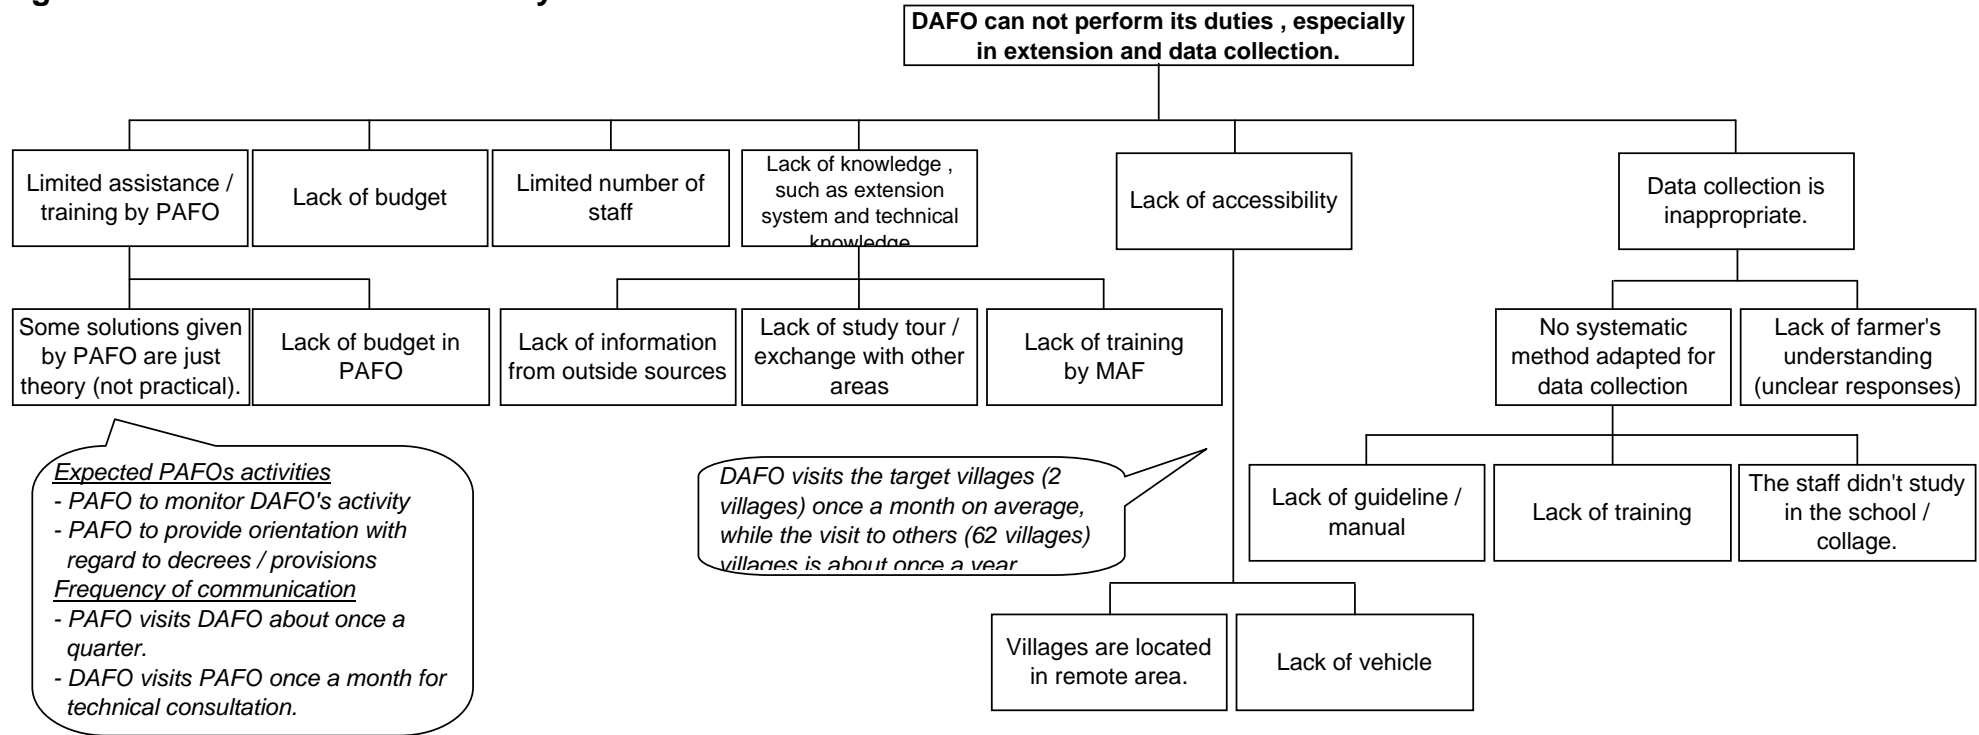 DAFO can not perform its duties , especially
in extension and data collection.
Limited assistance /
training by PAFO
Lack of budget
Limited number of
staff
Lack of knowledge ,
such as extension
system and technical
knowledge
Lack of accessibility
Data collection is
inappropriate.
Some solutions given
by PAFO are just
theory (not practical).
Lack of budget in
PAFO
Lack of information
from outside sources
Lack of study tour /
exchange with other
areas
Lack of training
by MAF
No systematic
method adapted for
data collection
Lack of farmer's
understanding
(unclear responses)
Expected PAFOs activities
- PAFO to monitor DAFO's activity
- PAFO to provide orientation with
regard to decrees / provisions
Frequency of communication
- PAFO visits DAFO about once a
quarter.
- DAFO visits PAFO once a month for
technical consultation.
DAFO visits the target villages (2
villages) once a month on average,
while the visit to others (62 villages)
villages is about once a year
Lack of guideline /
manual
Lack of training
The staff didn't study
in the school /
collage.
Villages are located
in remote area.
Lack of vehicle